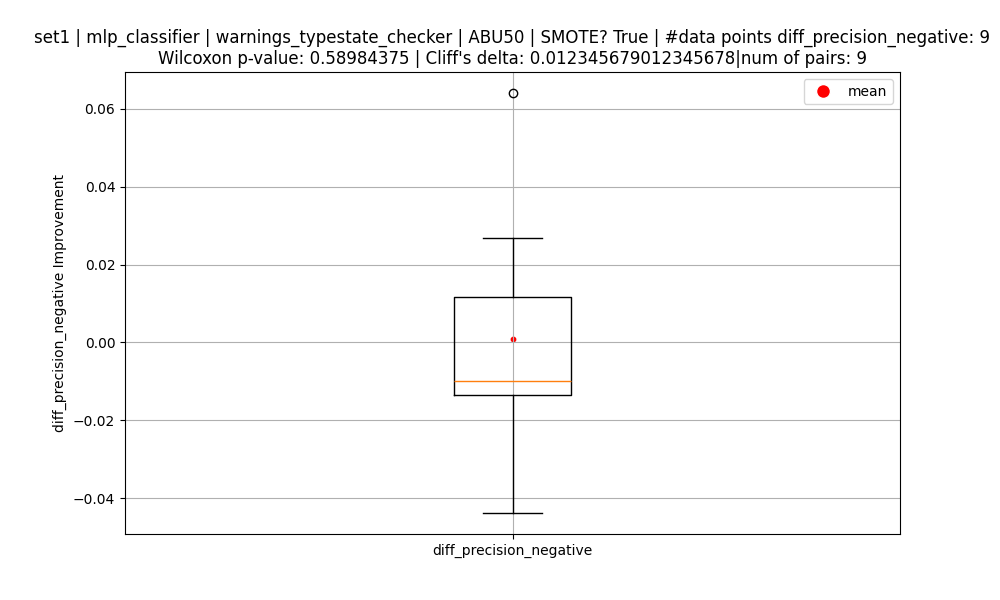 set1 | mlp_classifier | warnings_typestate_checker | ABU50 | SMOTE? True | #data points diff_precision_negative: 9
Wilcoxon p-value: 0.58984375 | Cliff's delta: 0.012345679012345678|num of pairs: 9
mean
0.06
0.04
0.02
0.00
−0.02
−0.04
diff_precision_negative Improvement
diff_precision_negative